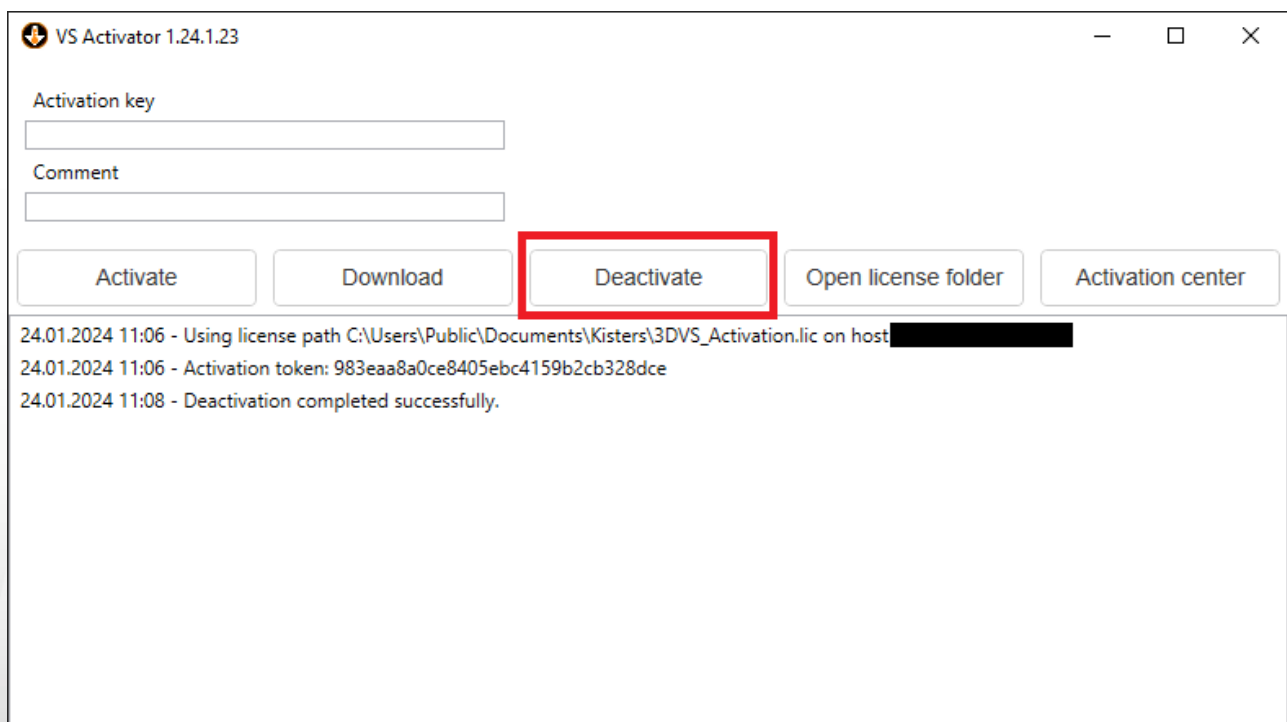 VS Activator 1.24.1.23
Activation key
Comment
Activate Download Deactivate Open license folder Activation center
24.01.2024 11:06 - Using license path C:\Users\Public\Documents\Kisters\3DVS_Activation.lic on host
24.01.2024 11:06 - Activation token: 983eaa8a0ce8405ebc4159b2cb328dce
24.01.2024 11:08 - Deactivation completed successfully.